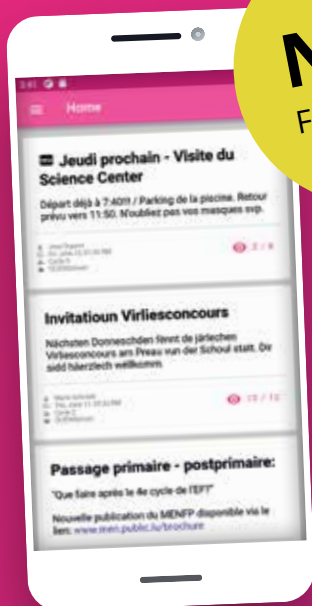 N
F
Home
Jeudi prochain - Visite du
Science Center
Départ déjà à 7:40!!! / Parking de la piscine. Retour
prévu vers 11:50. N'oubliez pas vos masques svp.
Invitatioun Virliesconcours
Nächsten Donneschden fënnt de järlechen
Virliesconcours am Preau vun der Schoul statt. Dir
sidd häerzlech wëllkomm.
Cycle 2
Passage primaire - postprimaire:
"Que faire après le 4e cycle de l'EF?"
Nouvelle publication du MENFP disponible via le
lien: www.men.public.lu/brochure